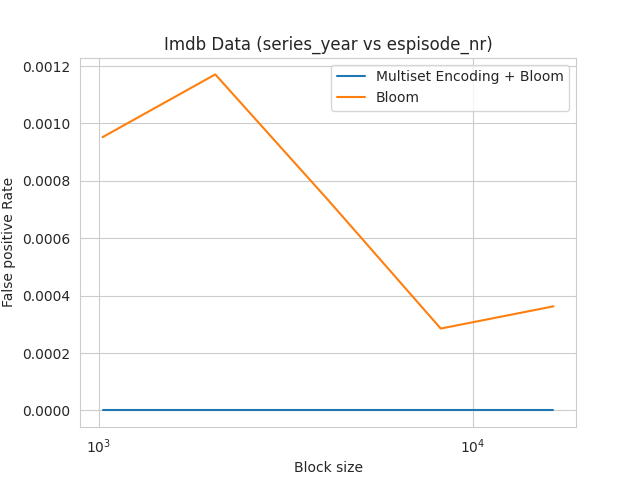 Imdb Data (series_year vs espisode_nr)
Multiset Encoding + Bloom
Bloom
False positive Rate
0.0012
0.0010
0.0008
0.0006
0.0004
0.0002
0.0000
10³
10⁴
Block size